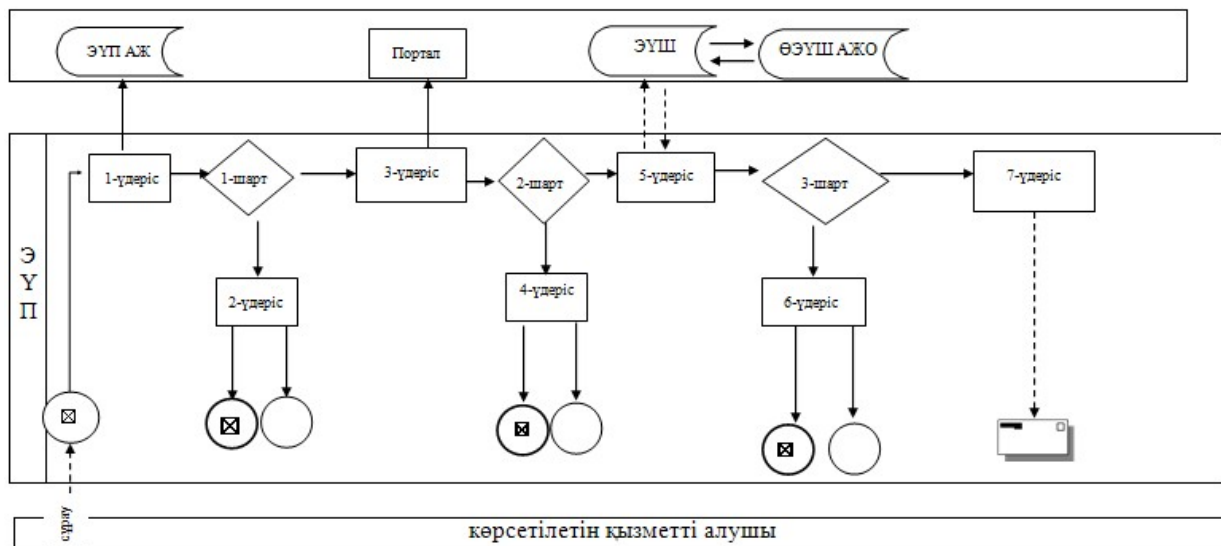 ЭҮП АЖ
Портал
ЭҮШ
ӨЭҮШ АЖО
1-үдеріс
1-шарт
3-үдеріс
2-шарт
5-үдеріс
3-шарт
7-үдеріс
Э
Ү
П
2-үдеріс
4-үдеріс
6-үдеріс
сұрау
көрсетілетін қызметті алушы